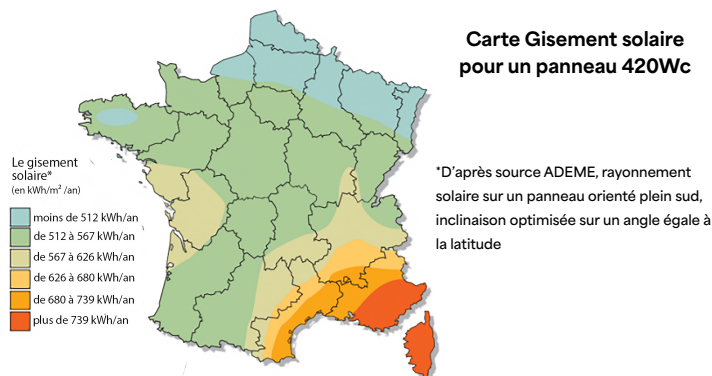 Carte Gisement solaire
pour un panneau 420Wc
Le gisement
solaire*
(en kWh/m² /an)
moins de 512 kWh/an
de 512 à 567 kWh/an
de 567 à 626 kWh/an
de 626 à 680 kWh/an
de 680 à 739 kWh/an
plus de 739 kWh/an
*D'après source ADEME, rayonnement
solaire sur un panneau orienté plein sud,
inclinaison optimisée sur un angle égale à
la latitude